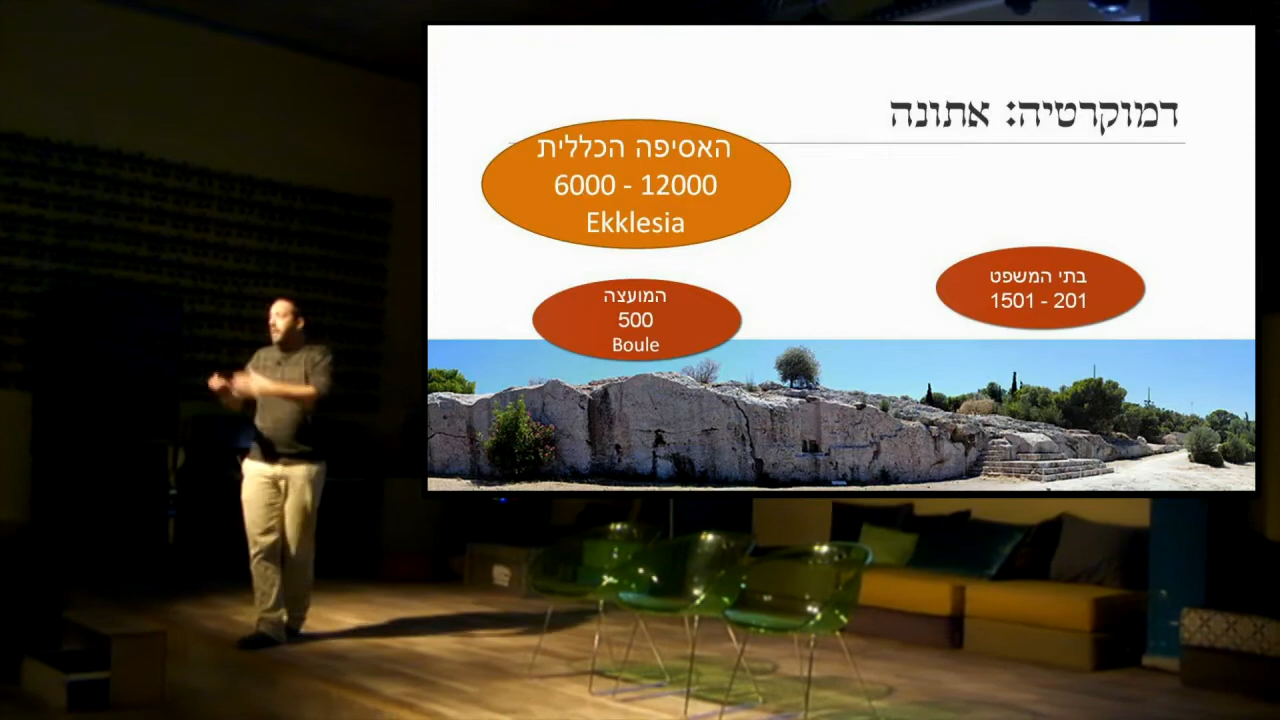 דמוקרטיה: אתונה
האסיפה הכללית
6000 - 12000
Ekklesia
המועצה
500
Boule
בתי המשפט
1501 - 201